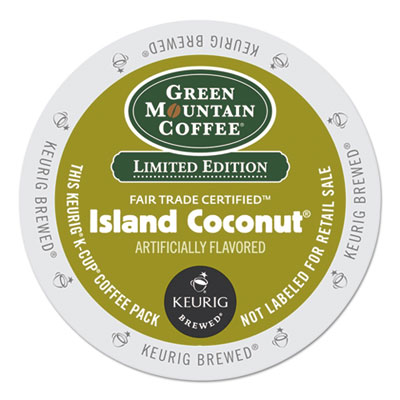 KEURIG BREWED®
KEURIG BREWED®
KEURIG BREWED®
KEURIG BREWED®
GREEN
MOUNTAIN
COFFEE®
LIMITED EDITION
FAIR TRADE CERTIFIED™
Island Coconut®
ARTIFICIALLY FLAVORED
THIS KEURIG® K-CUP® COFFEE PACK
NOT LABELED FOR RETAIL SALE
KEURIG
BREWED®